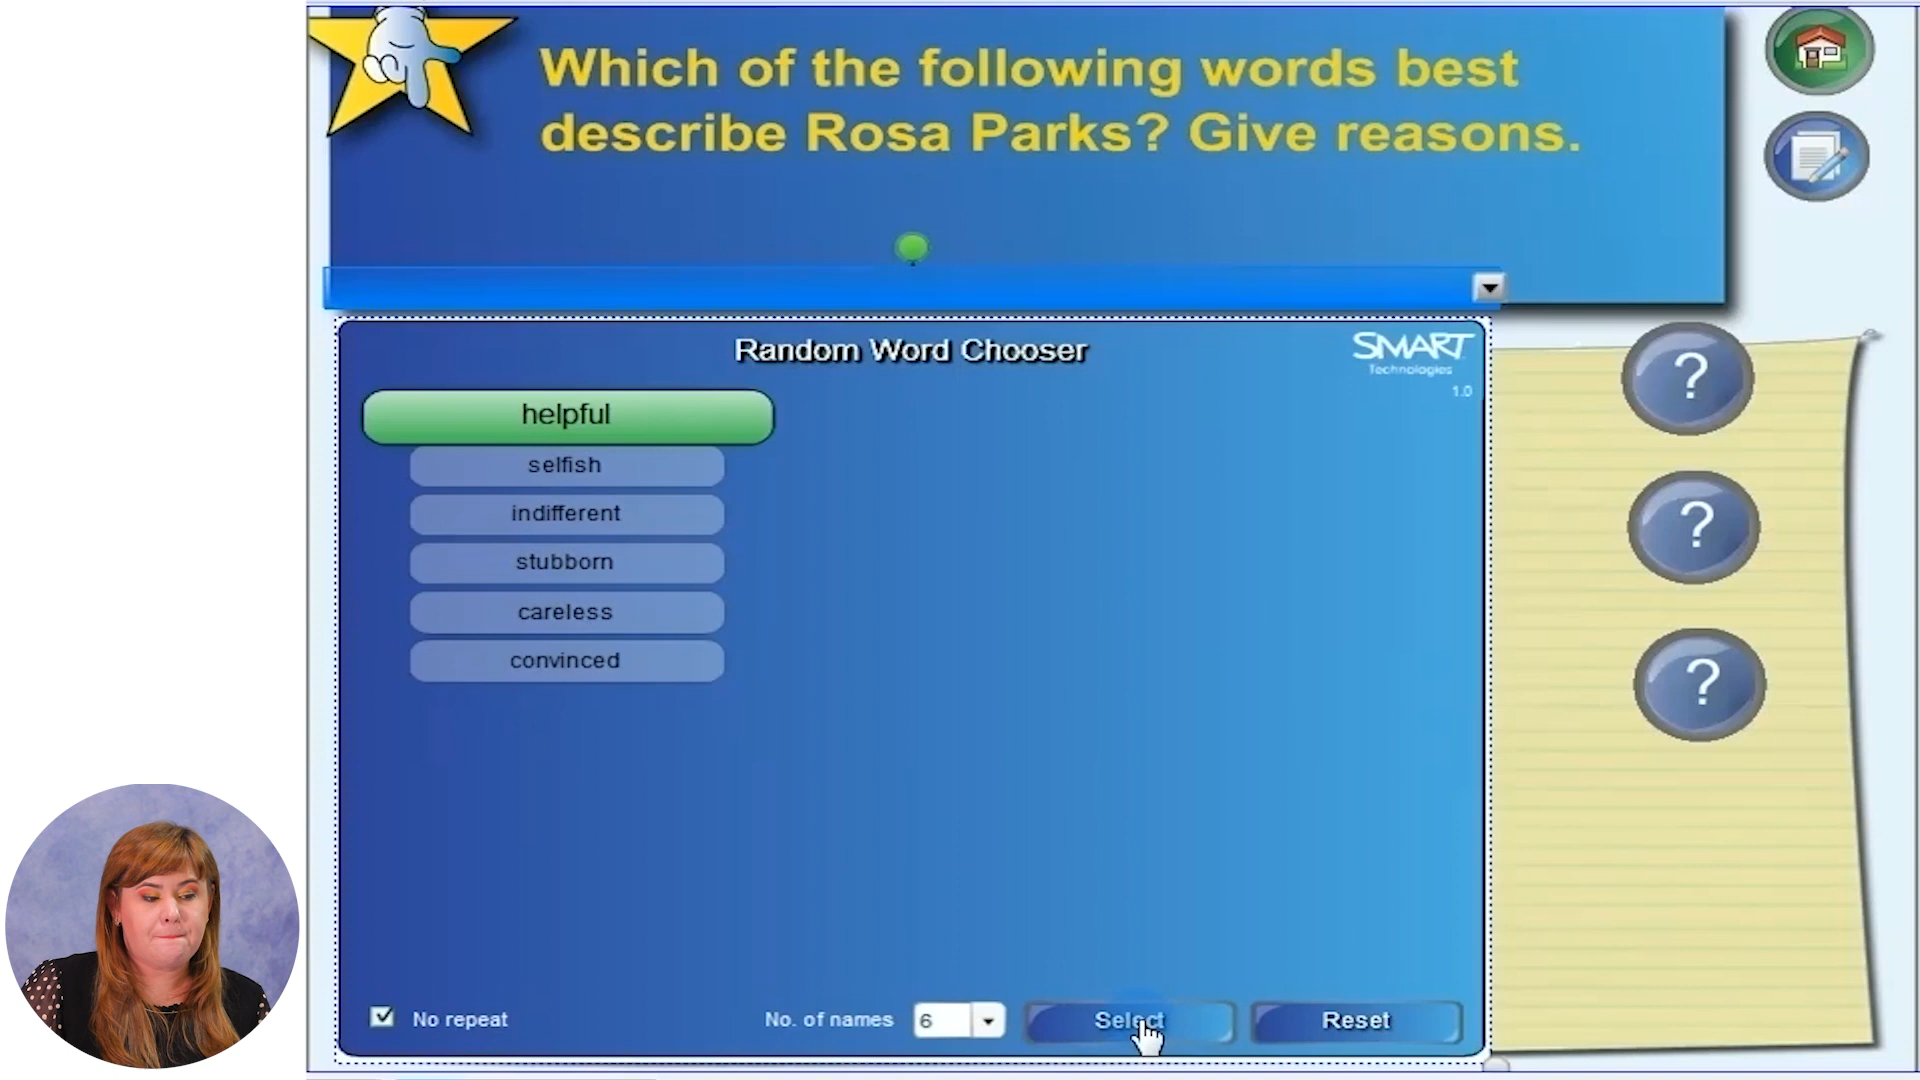 Which of the following words best
describe Rosa Parks? Give reasons.
Random Word Chooser
SMART
Technologies
1.0
helpful
selfish
indifferent
stubborn
careless
convinced
?
?
?
No repeat
No. of names
6
Select
Reset